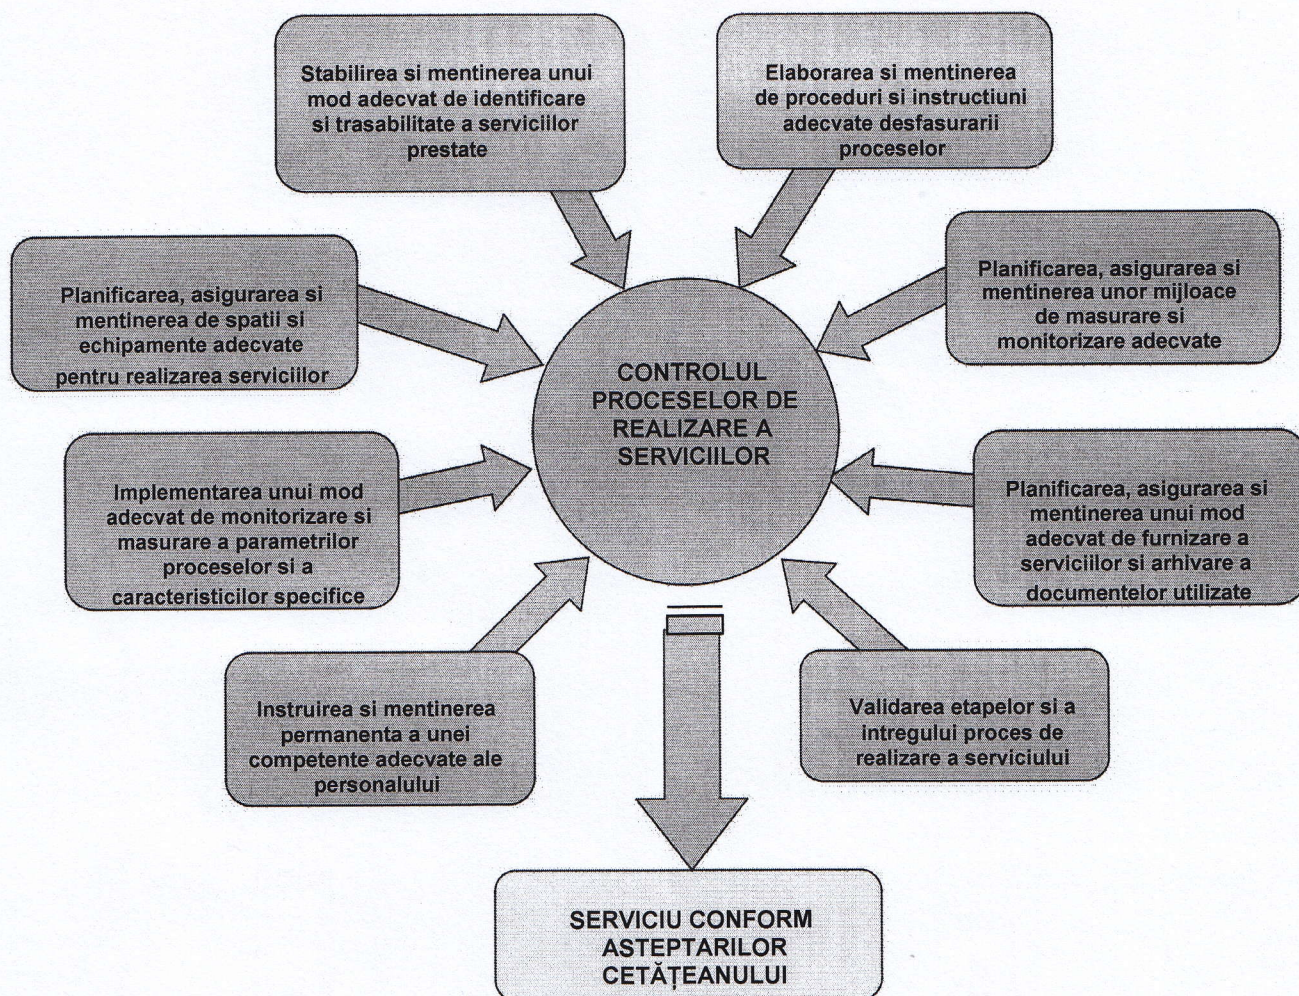 Stabilirea si mentinerea unui
mod adecvat de identificare
si trasabilitate a serviciilor
prestate
Elaborarea si mentinerea
de proceduri si instructiuni
adecvate desfasurarii
proceselor
Planificarea, asigurarea si
mentinerea de spatii si
echipamente adecvate
pentru realizarea serviciilor
Planificarea, asigurarea si
mentinerea unor mijloace
de masurare si
monitorizare adecvate
CONTROLUL
PROCESELOR DE
REALIZARE A
SERVICIILOR
Implementarea unui mod
adecvat de monitorizare si
masurare a parametrilor
proceselor si a
caracteristicilor specifice
Planificarea, asigurarea si
mentinerea unui mod
adecvat de furnizare a
serviciilor si arhivare a
documentelor utilizate
Instruirea si mentinerea
permanenta a unei
competente adecvate ale
personalului
Validarea etapelor si a
intregului proces de
realizare a serviciului
SERVICIU CONFORM
ASTEPTARILOR
CETĂȚEANULUI